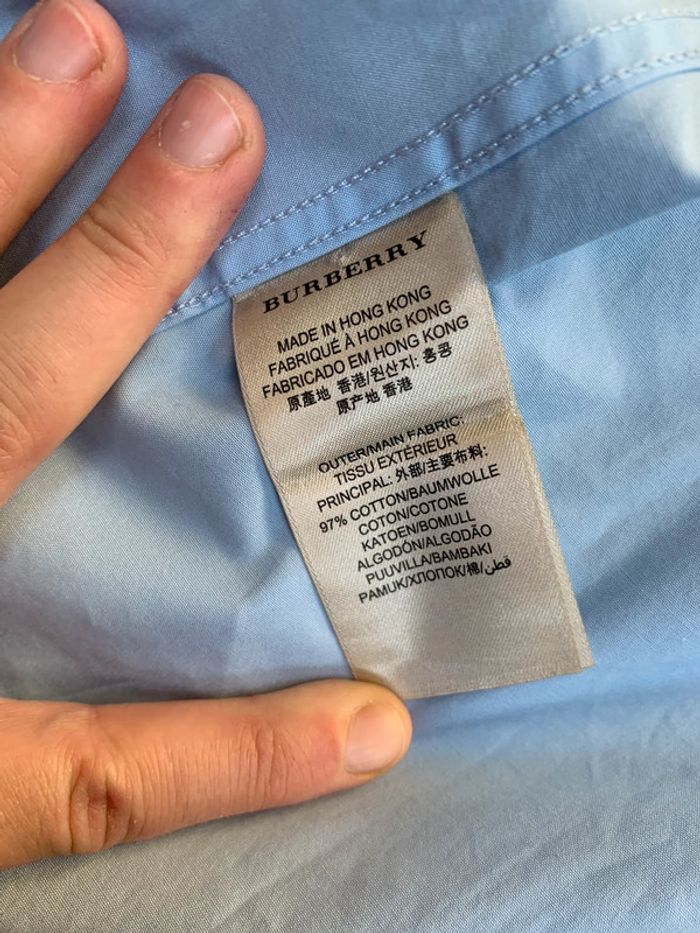 BURBERRY
MADE IN HONG KONG
FABRIQUÉ À HONG KONG
FABRICADO EM HONG KONG
原產地 香港/원산지: 홍콩
原产地 香港
OUTER/MAIN FABRIC:
TISSU EXTÉRIEUR
PRINCIPAL: 外部/主要布料:
97% COTTON/BAUMWOLLE
COTON/COTONE
KATOEN/BOMULL
ALGODÓN/ALGODÃO
PUUVILLA/BAMBAKI
PAMUK/ХЛОПОК/棉/قطن